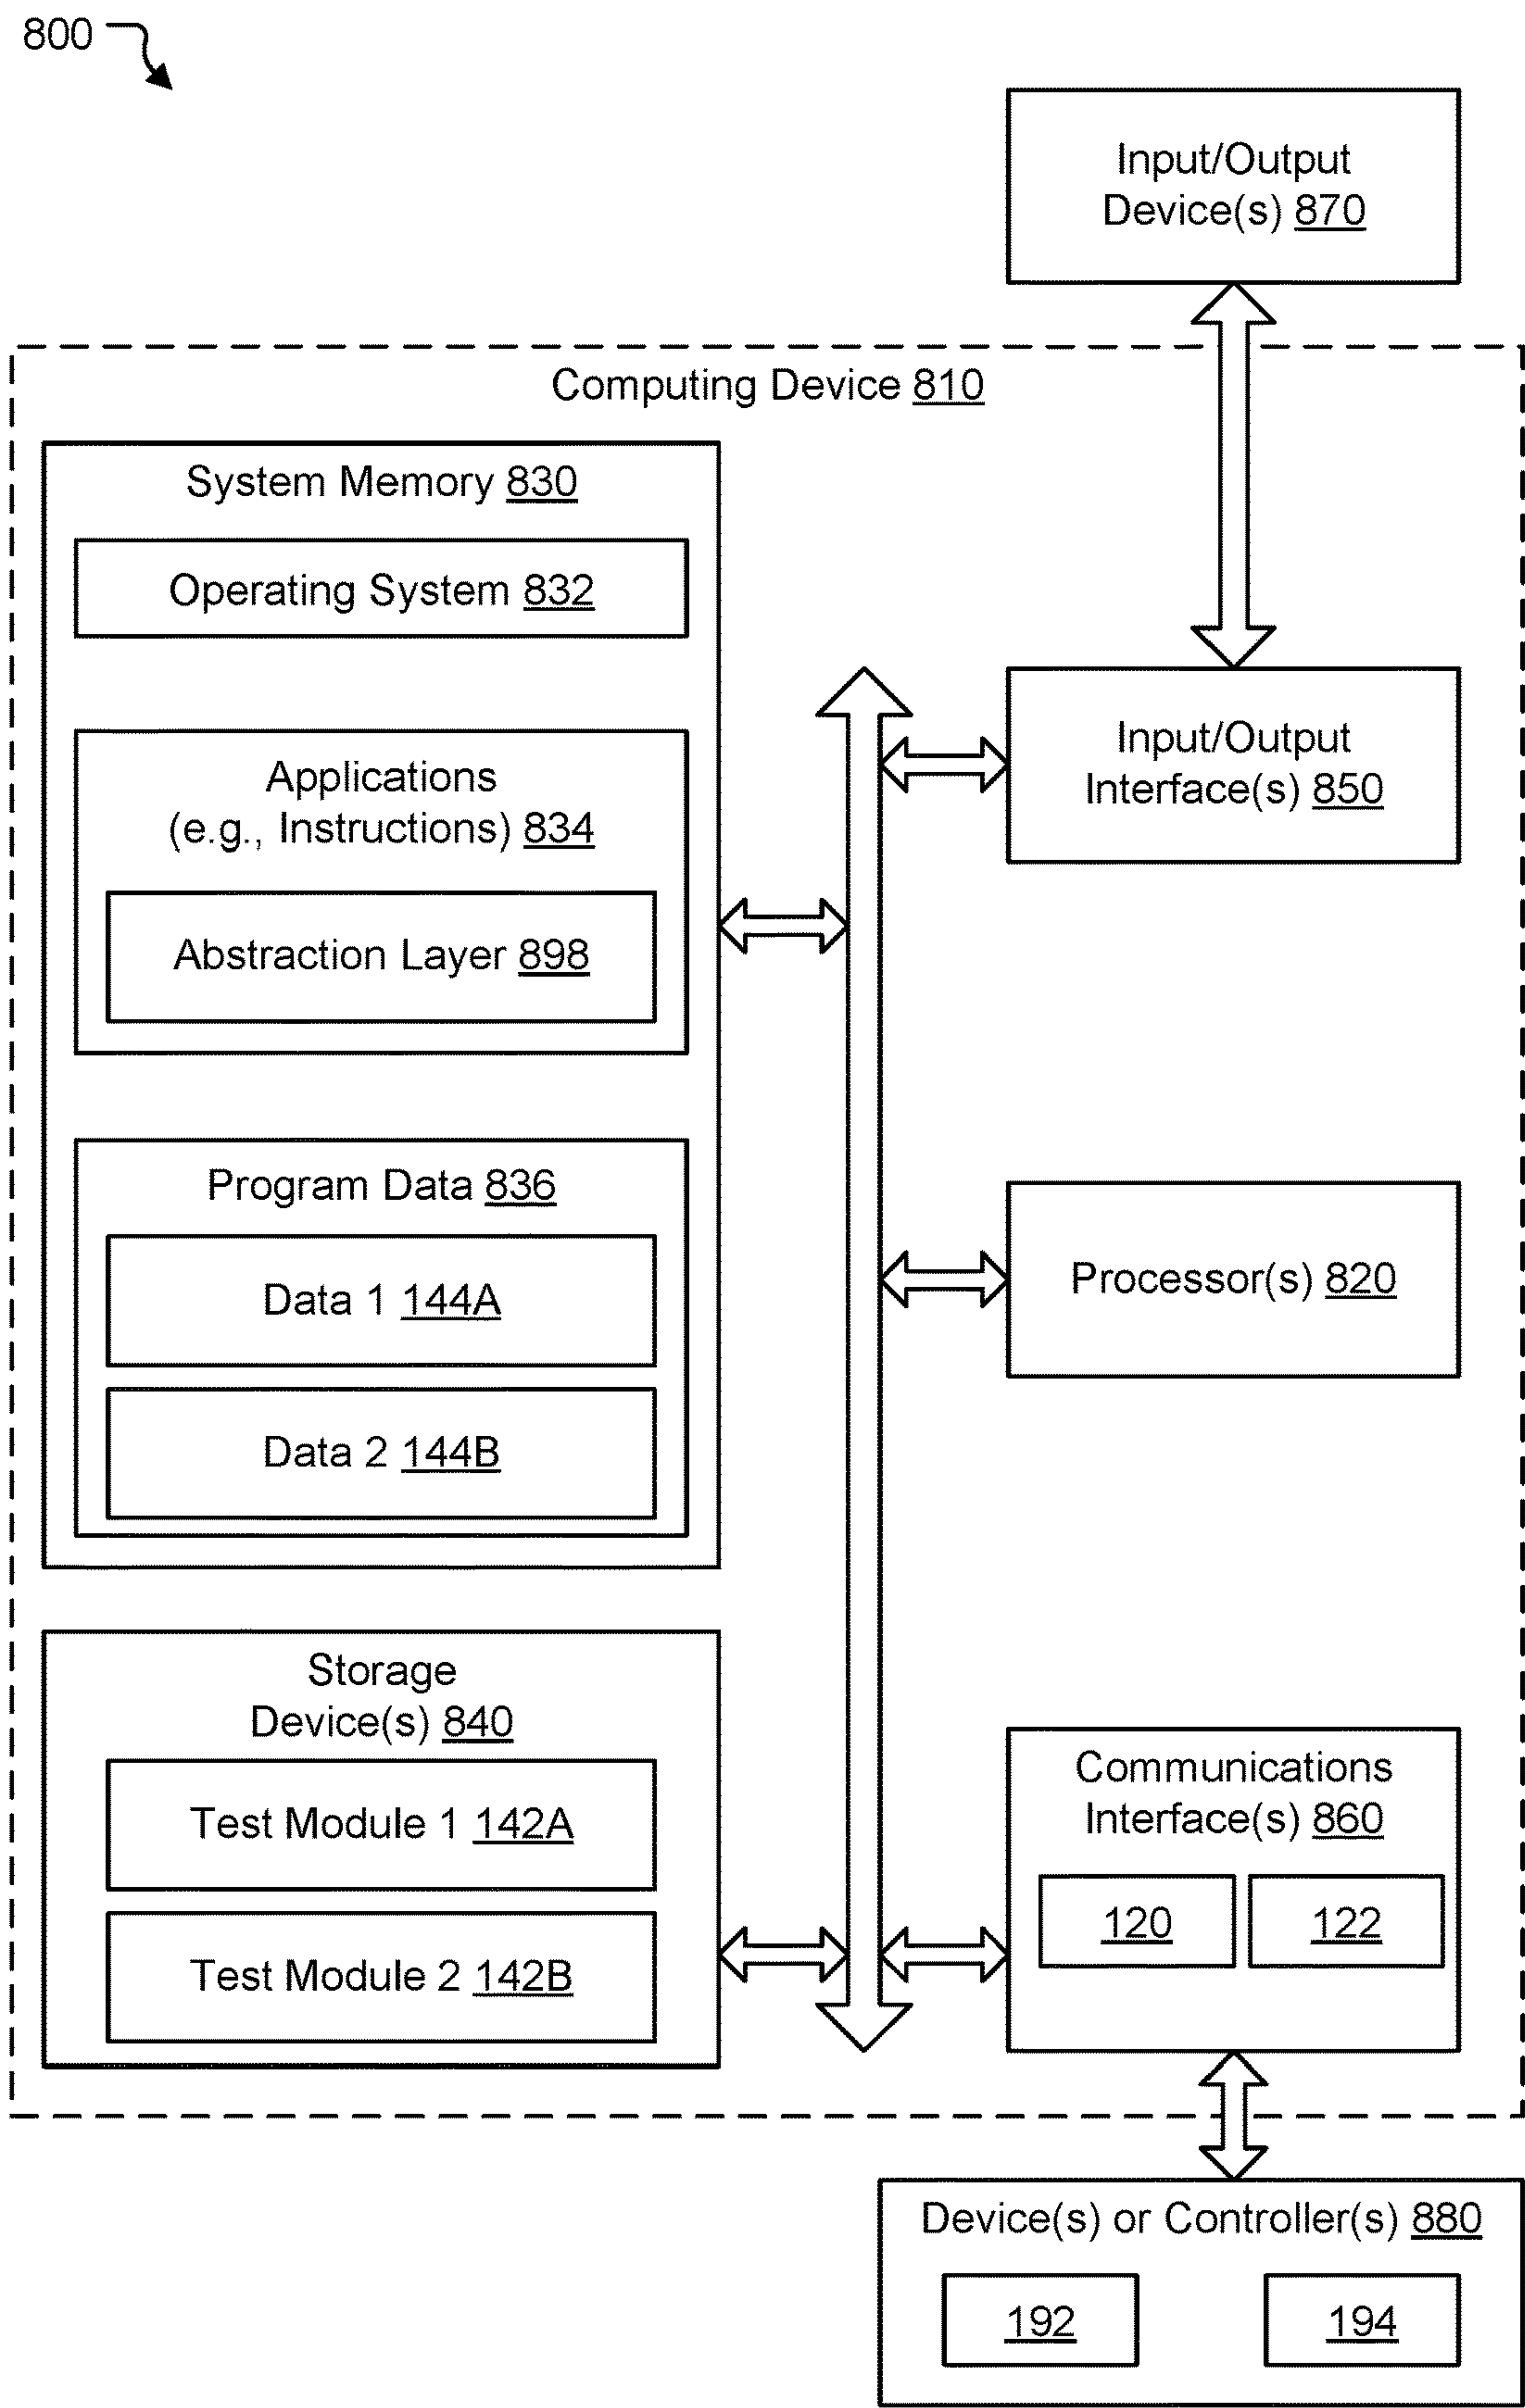 800
Input/Output
Device(s) 870
Computing Device 810
System Memory 830
Operating System 832
Applications
(e.g., Instructions) 834
Abstraction Layer 898
Program Data 836
Data 1 144A
Data 2 144B
Storage
Device(s) 840
Test Module 1 142A
Test Module 2 142B
Input/Output
Interface(s) 850
Processor(s) 820
Communications
Interface(s) 860
120 122
Device(s) or Controller(s) 880
192 194